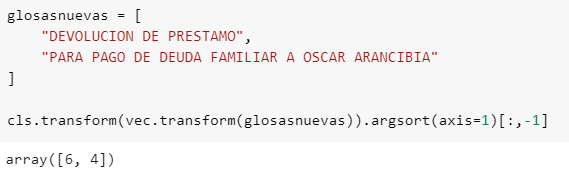 glosasnuevas = [
"DEVOLUCION DE PRESTAMO",
"PARA PAGO DE DEUDA FAMILIAR A OSCAR ARANCIBIA"
]
cls.transform(vec.transform(glosasnuevas)).argsort(axis=1)[:,-1]
array([6, 4])